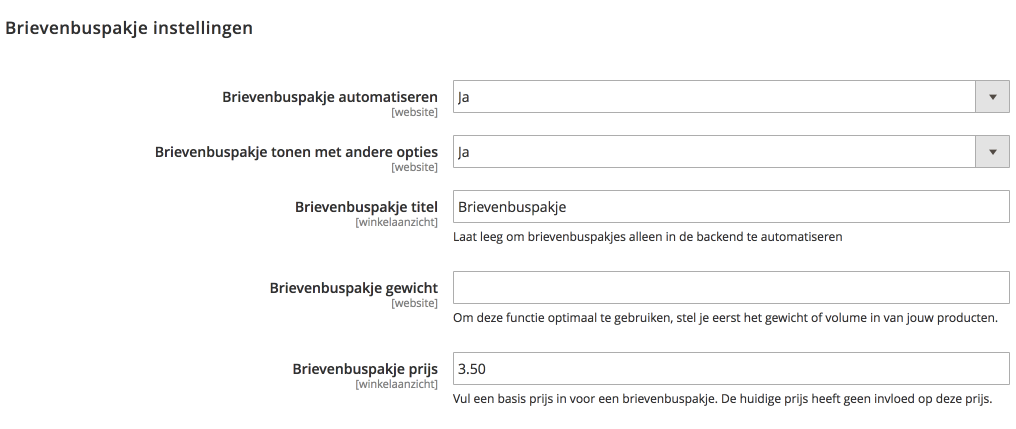 Brievenbuspakje instellingen
Brievenbuspakje automatiseren
[website]
Ja
Brievenbuspakje tonen met andere opties
[website]
Ja
Brievenbuspakje titel
[winkelaanzicht]
Brievenbuspakje
Laat leeg om brievenbuspakjes alleen in de backend te automatiseren
Brievenbuspakje gewicht
[website]
Om deze functie optimaal te gebruiken, stel je eerst het gewicht of volume in van jouw producten.
Brievenbuspakje prijs
[winkelaanzicht]
3.50
Vul een basis prijs in voor een brievenbuspakje. De huidige prijs heeft geen invloed op deze prijs.